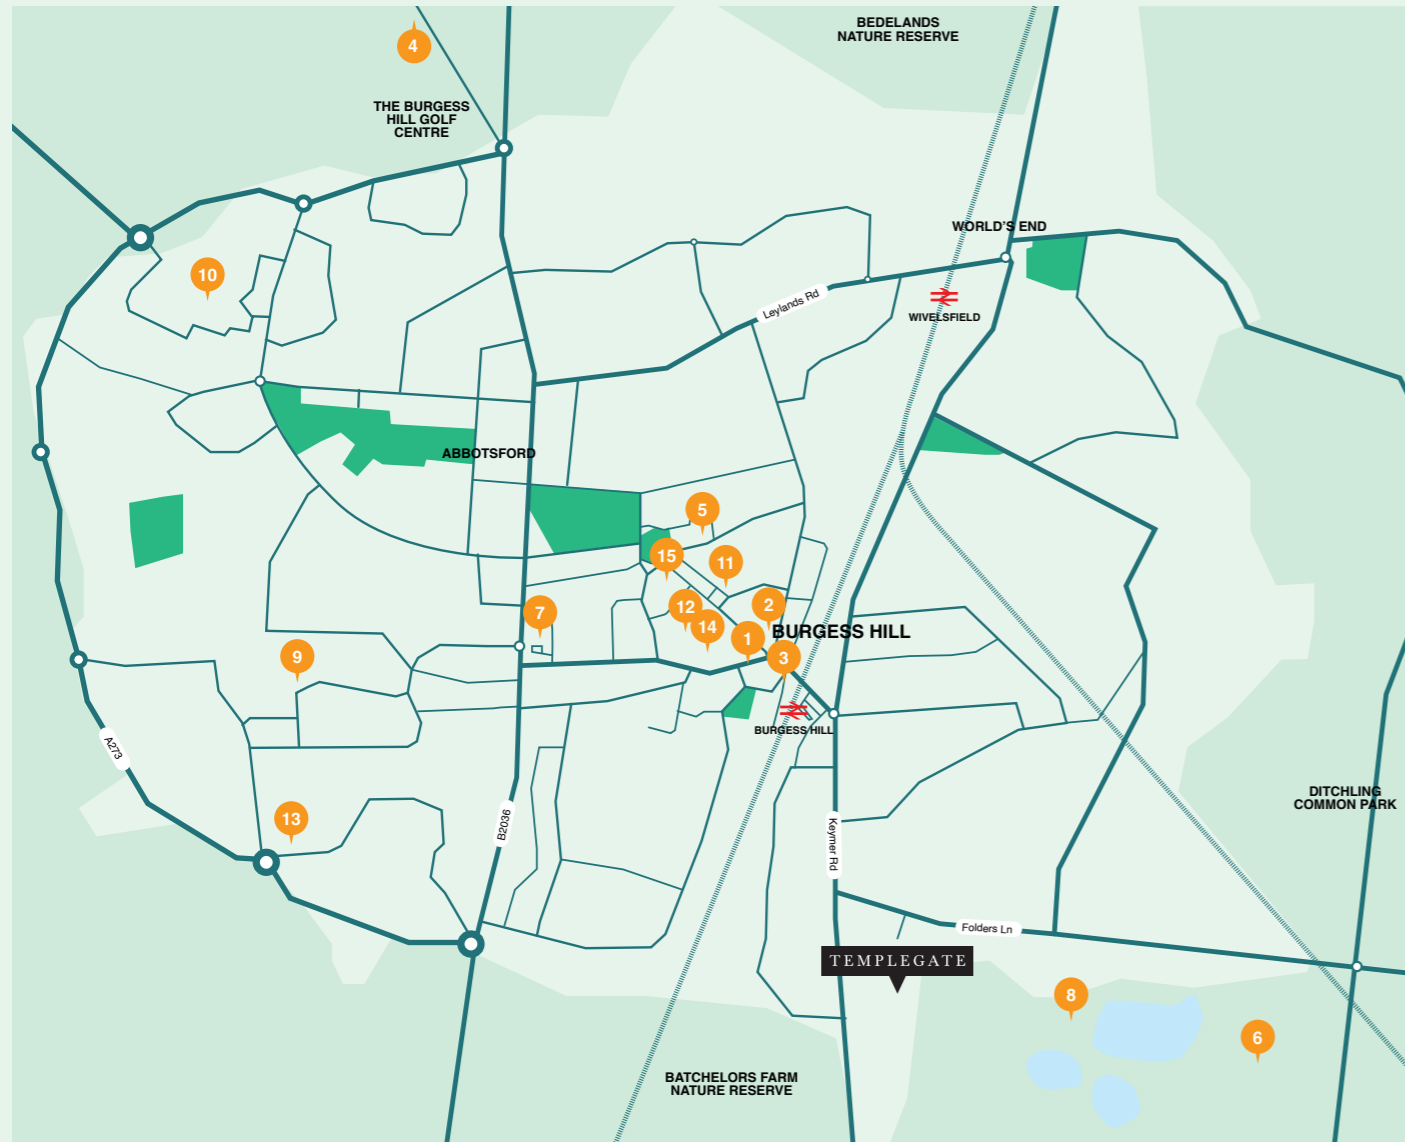 BEDELANDS
NATURE RESERVE
4
THE BURGESS
HILL GOLF
CENTRE
WORLD'S END
10
Leylands Rd
WIVELSFIELD
ABBOTSFORD
5
15
11
12
2
7
14
1
BURGESS HILL
3
9
BURGESS HILL
A273
DITCHLING
COMMON PARK
13
B2036
Keymer Rd
Folders Ln
TEMPLEGATE
8
6
BATCHELORS FARM
NATURE RESERVE